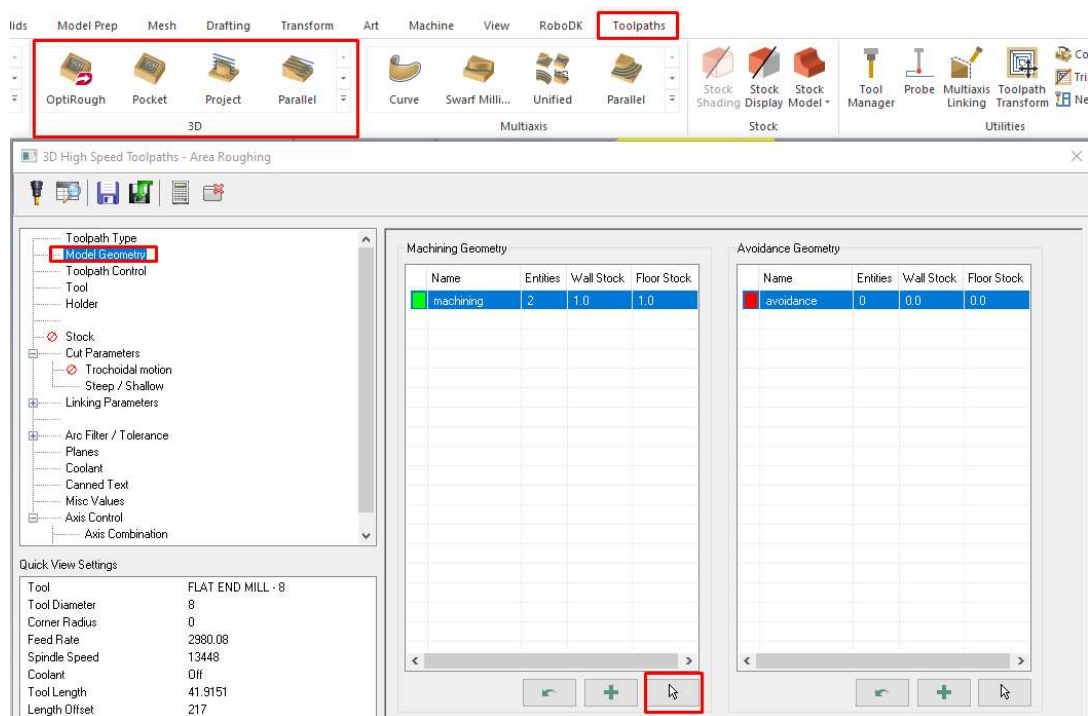 lids Model Prep Mesh Drafting Transform Art Machine View RoboDK Toolpaths
OptiRough Pocket Project Parallel Curve Swarf Milli... Unified Parallel Stock Shading Stock Display Stock Model Tool Manager Probe Multiaxis Linking Toolpath Transform Co Tri Ne
3D Multiaxis Stock Utilities
3D High Speed Toolpaths - Area Roughing
Toolpath Type
Model Geometry
Toolpath Control
Tool
Holder
Stock
Cut Parameters
Trochoidal motion
Steep / Shallow
Linking Parameters
Arc Filter / Tolerance
Planes
Coolant
Canned Text
Misc Values
Axis Control
Axis Combination
Quick View Settings
Tool FLAT END MILL - 8
Tool Diameter 8
Corner Radius 0
Feed Rate 2980.08
Spindle Speed 13448
Coolant Off
Tool Length 41.9151
Length Offset 217
Machining Geometry
Name Entities Wall Stock Floor Stock
machining 2 1.0 1.0
Avoidance Geometry
Name Entities Wall Stock Floor Stock
avoidance 0 0.0 0.0